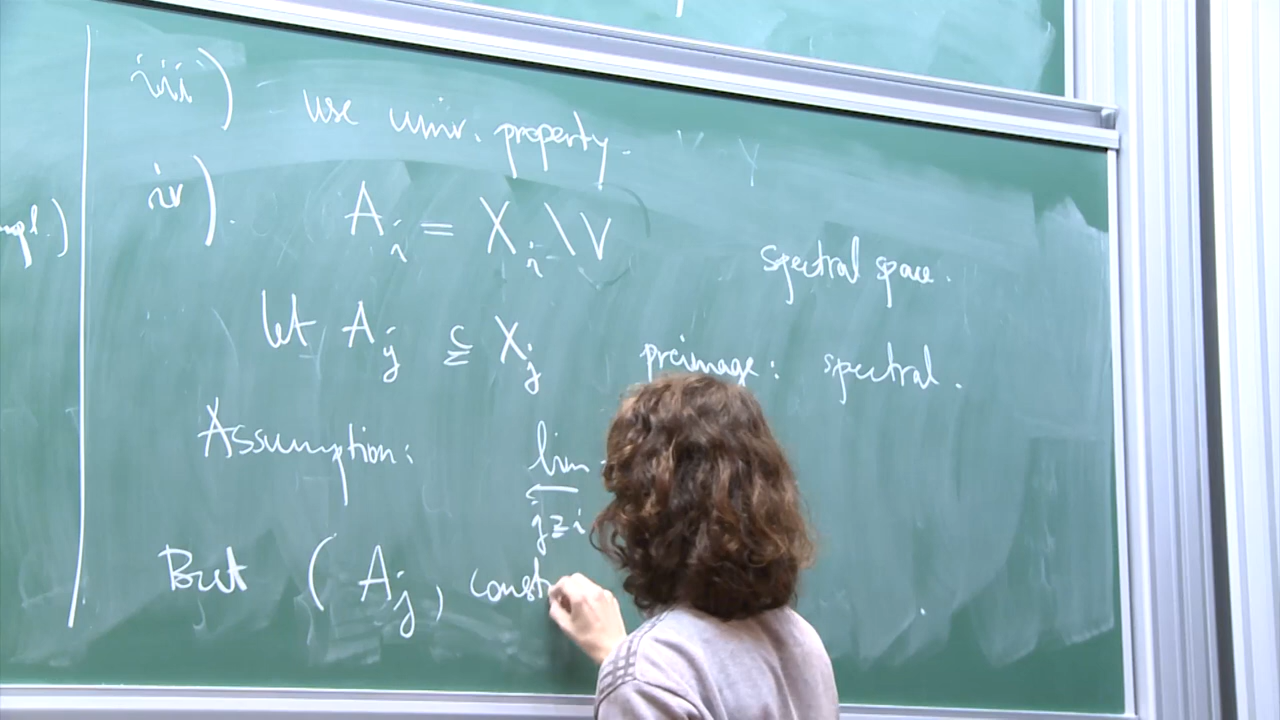 iii) use univ. property.
iv). A_i = X_i \ V
spectral space.
let A_j ⊆ X_j preimage: spectral.
Assumption: lim
←
j≥i
But (A_j, const